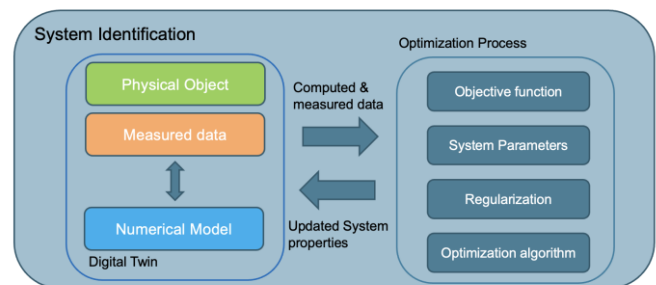 System Identification
Physical Object
Measured data
Numerical Model
Digital Twin
Computed &
measured data
Updated System
properties
Optimization Process
Objective function
System Parameters
Regularization
Optimization algorithm